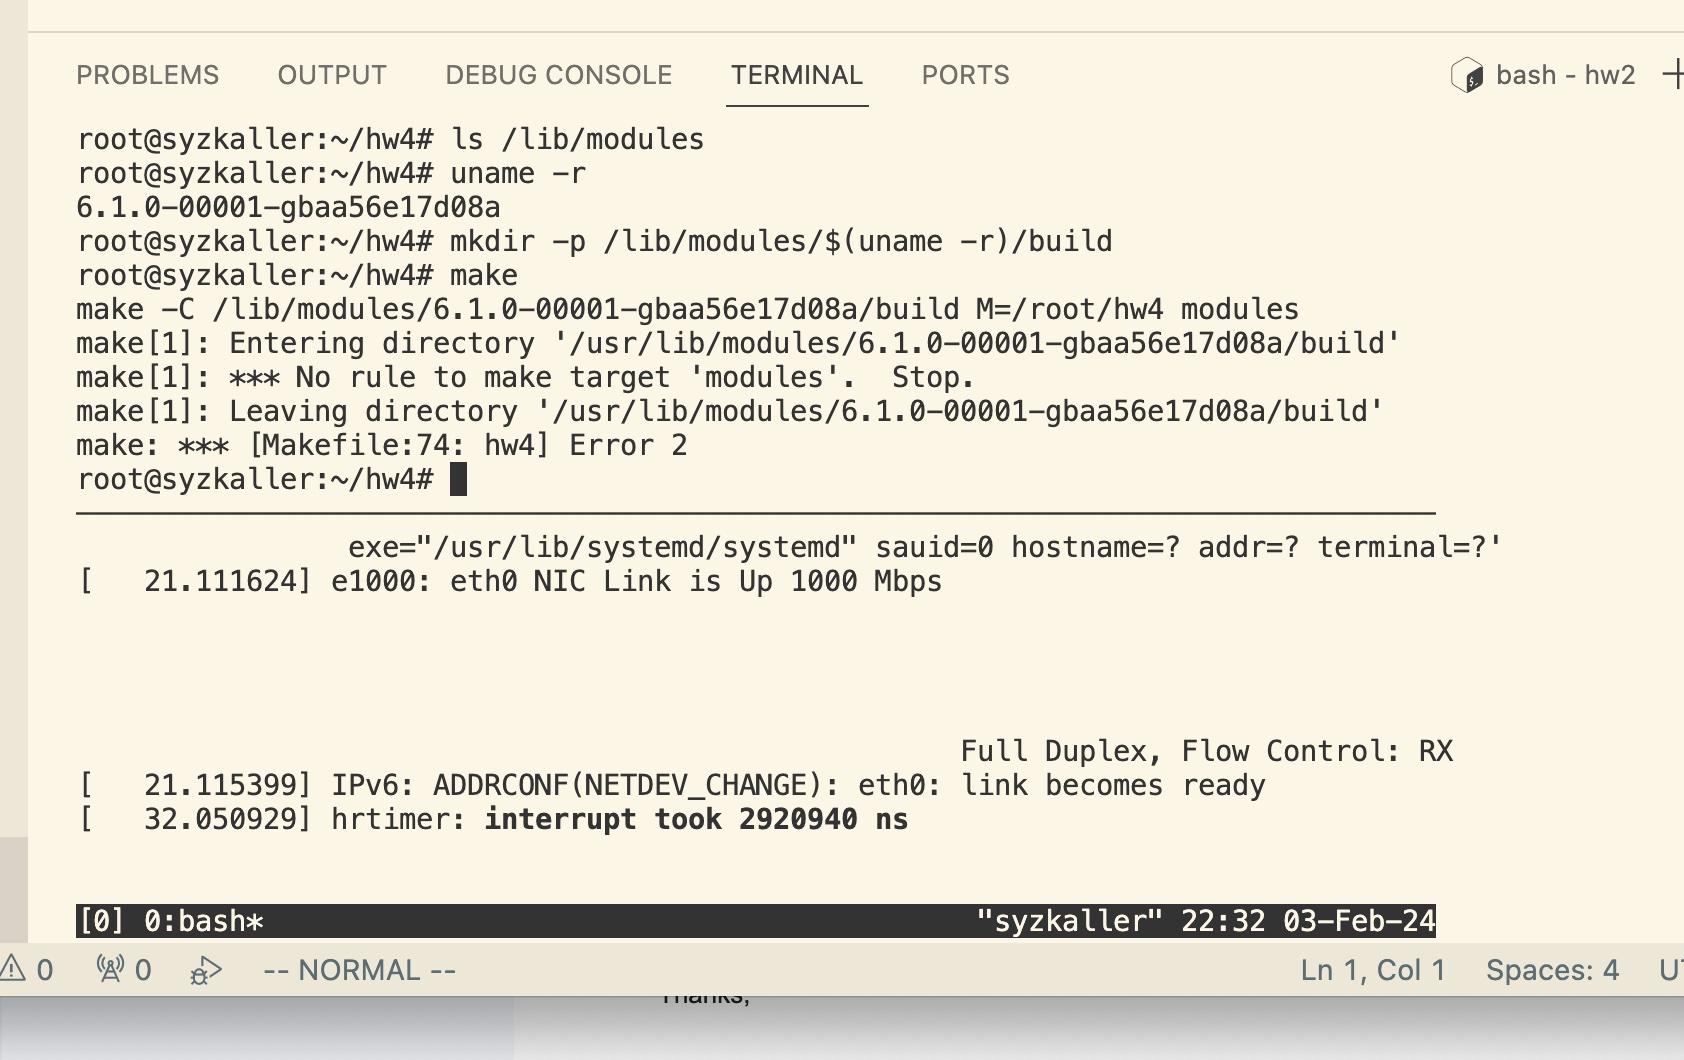 PROBLEMS OUTPUT DEBUG CONSOLE TERMINAL PORTS bash - hw2
root@syzkaller:~/hw4# ls /lib/modules
root@syzkaller:~/hw4# uname -r
6.1.0-00001-gbaa56e17d08a
root@syzkaller:~/hw4# mkdir -p /lib/modules/$(uname -r)/build
root@syzkaller:~/hw4# make
make -C /lib/modules/6.1.0-00001-gbaa56e17d08a/build M=/root/hw4 modules
make[1]: Entering directory '/usr/lib/modules/6.1.0-00001-gbaa56e17d08a/build'
make[1]: *** No rule to make target 'modules'.  Stop.
make[1]: Leaving directory '/usr/lib/modules/6.1.0-00001-gbaa56e17d08a/build'
make: *** [Makefile:74: hw4] Error 2
root@syzkaller:~/hw4#
exe="/usr/lib/systemd/systemd" sauid=0 hostname=? addr=? terminal=?'
[   21.111624] e1000: eth0 NIC Link is Up 1000 Mbps
Full Duplex, Flow Control: RX
[   21.115399] IPv6: ADDRCONF(NETDEV_CHANGE): eth0: link becomes ready
[   32.050929] hrtimer: interrupt took 2920940 ns
[0] 0:bash* "syzkaller" 22:32 03-Feb-24
0 0 -- NORMAL -- Ln 1, Col 1 Spaces: 4
Thanks,